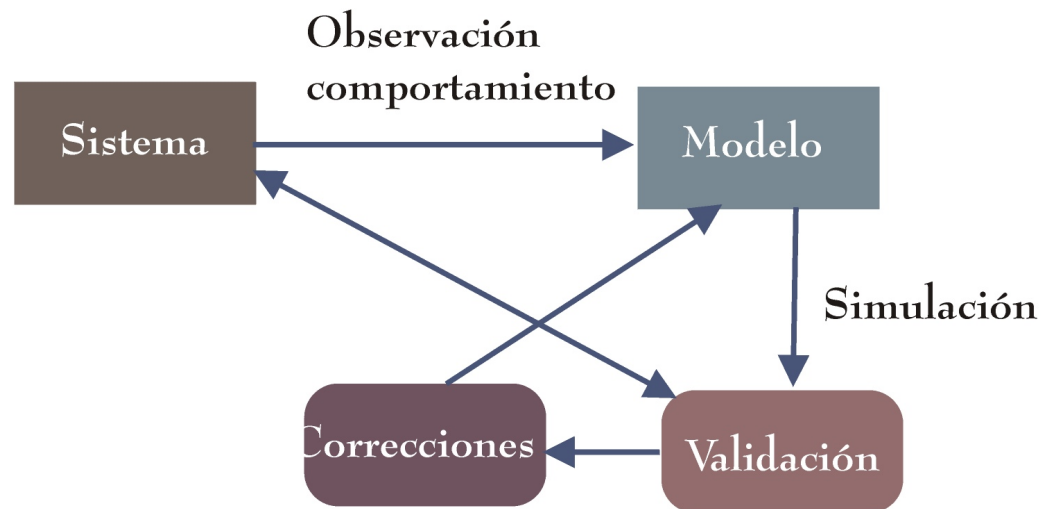 Observación
comportamiento
Sistema
Modelo
Simulación
Correcciones
Validación